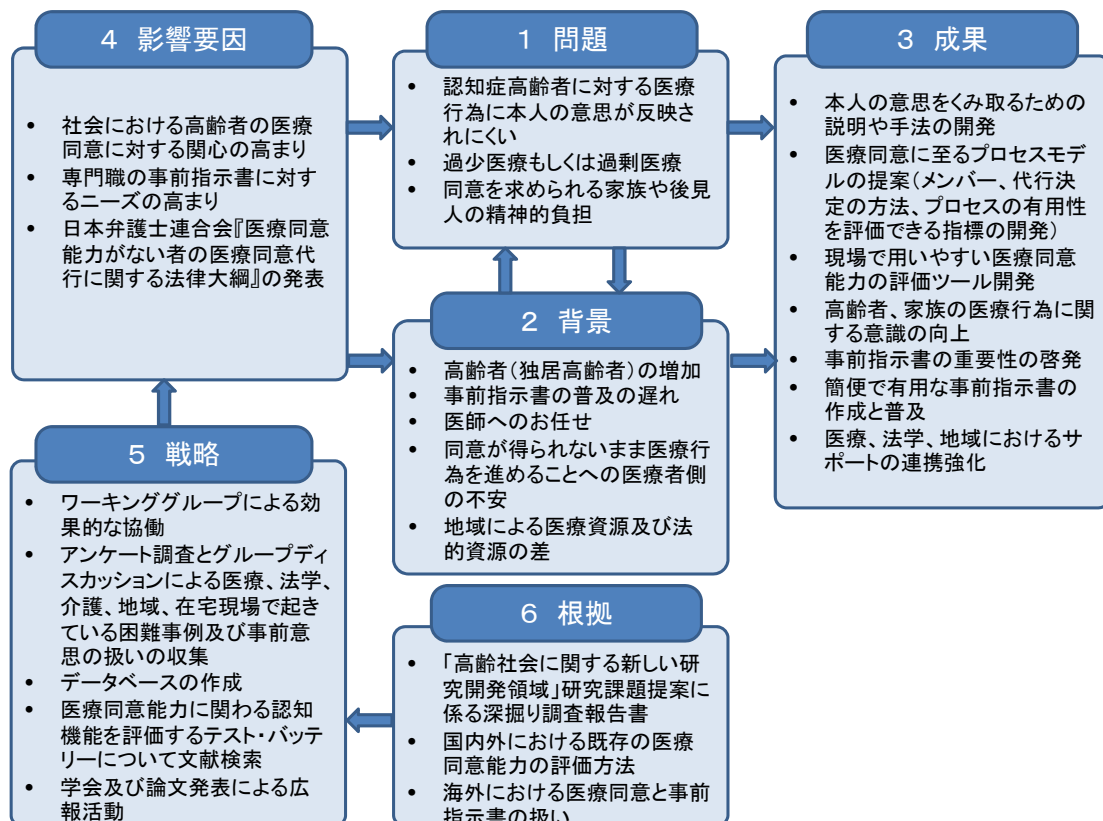 4 影響要因
• 社会における高齢者の医療
同意に対する関心の高まり
• 専門職の事前指示書に対す
るニーズの高まり
• 日本弁護士連合会『医療同意
能力がない者の医療同意代
行に関する法律大綱』の発表
1 問題
• 認知症高齢者に対する医療
行為に本人の意思が反映さ
れにくい
• 過少医療もしくは過剰医療
• 同意を求められる家族や後見
人の精神的負担
3 成果
• 本人の意思をくみ取るための
説明や手法の開発
• 医療同意に至るプロセスモデ
ルの提案(メンバー、代行決
定の方法、プロセスの有用性
を評価できる指標の開発)
• 現場で用いやすい医療同意
能力の評価ツール開発
• 高齢者、家族の医療行為に関
する意識の向上
• 事前指示書の重要性の啓発
• 簡便で有用な事前指示書の
作成と普及
• 医療、法学、地域におけるサ
ポートの連携強化
2 背景
• 高齢者(独居高齢者)の増加
• 事前指示書の普及の遅れ
• 医師へのお任せ
• 同意が得られないまま医療行
為を進めることへの医療者側
の不安
• 地域による医療資源及び法
的資源の差
5 戦略
• ワーキンググループによる効
果的な協働
• アンケート調査とグループディ
スカッションによる医療、法学、
介護、地域、在宅現場で起き
ている困難事例及び事前意
思の扱いの収集
• データベースの作成
• 医療同意能力に関わる認知
機能を評価するテスト・バッテ
リーについて文献検索
• 学会及び論文発表による広
報活動
6 根拠
• 「高齢社会に関する新しい研
究開発領域」研究課題提案に
係る深掘り調査報告書
• 国内外における既存の医療
同意能力の評価方法
• 海外における医療同意と事前
指示書の扱い